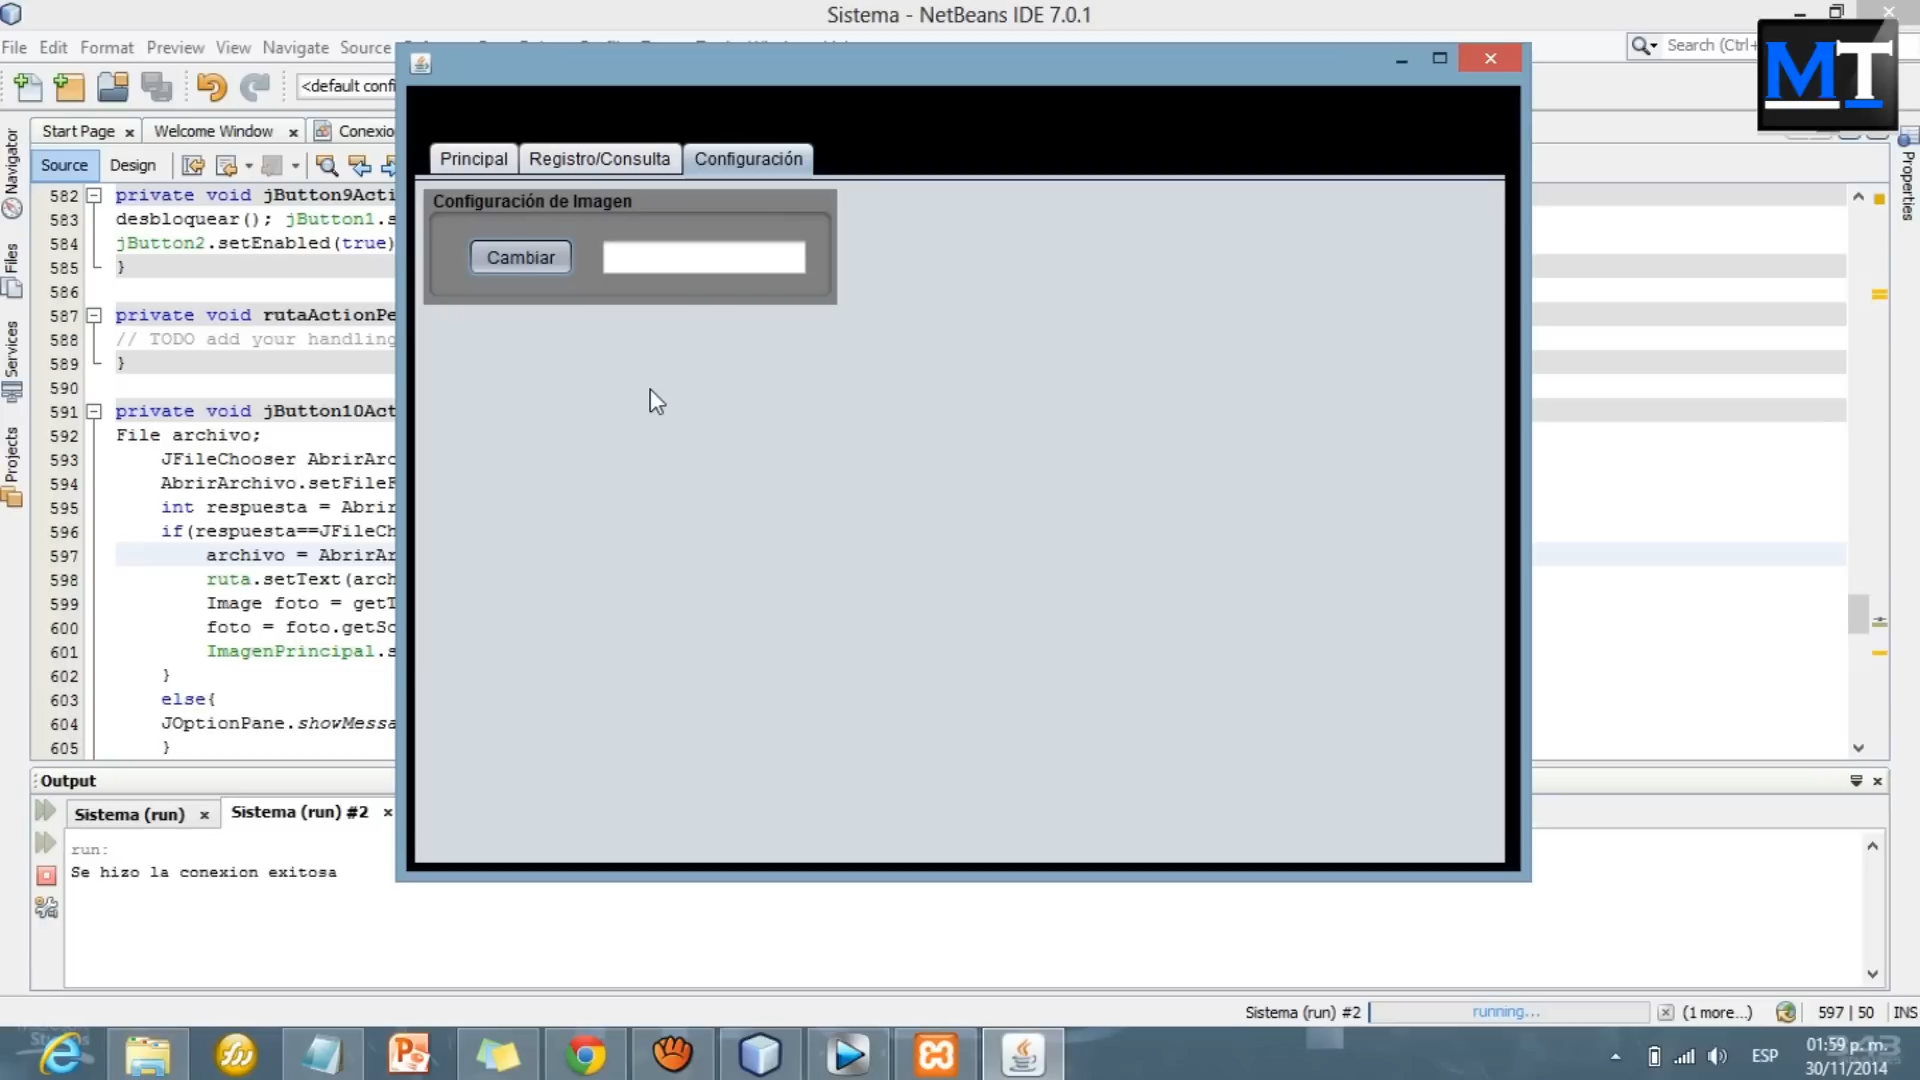 Sistema - NetBeans IDE 7.0.1
File Edit Format Preview View Navigate Source
Search (Ctrl+
MT
<default confi
Start Page Welcome Window Conexio
Source Design
Principal Registro/Consulta Configuración
Configuración de Imagen
Cambiar
Navigator
Files
Services
Projects
Properties
582 private void jButton9Acti
583 desbloquear(); jButton1.s
584 jButton2.setEnabled(true)
585 }
586
587 private void rutaActionPe
588 // TODO add your handling
589 }
590
591 private void jButton10Act
592 File archivo;
593 JFileChooser AbrirArc
594 AbrirArchivo.setFileF
595 int respuesta = Abrir
596 if(respuesta==JFileCh
597 archivo = AbrirAr
598 ruta.setText(arch
599 Image foto = getT
600 foto = foto.getSc
601 ImagenPrincipal.s
602 }
603 else{
604 JOptionPane.showMessa
605 }
Output
Sistema (run) Sistema (run) #2
run:
Se hizo la conexion exitosa
Sistema (run) #2 running... (1 more...) 597 | 50 INS
ESP
01:59 p. m.
30/11/2014